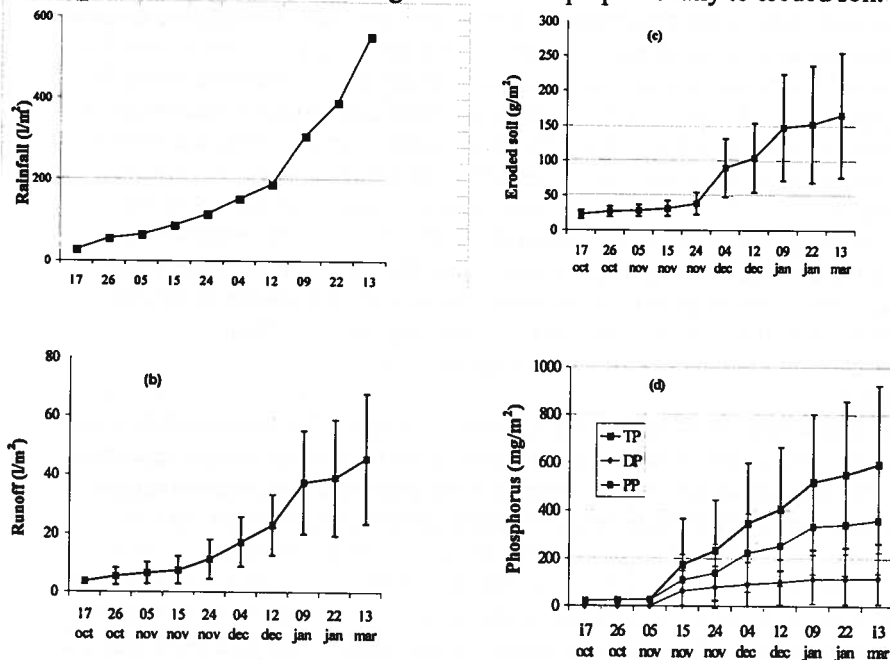 to eroded soil.
600
400
200
0
Rainfall (l/m²)
17 26 05 15 24 04 12 09 22 13
(c)
300
250
200
150
100
50
0
Eroded soil (g/m²)
17 26 05 15 24 04 12 09 22 13
oct oct nov nov nov dec dec jan jan mar
(b)
80
60
40
20
0
Runoff (l/m²)
17 26 05 15 24 04 12 09 22 13
oct oct nov nov nov dec dec jan jan mar
(d)
1000
800
600
400
200
0
Phosphorus (mg/m²)
TP
DP
PP
17 26 05 15 24 04 12 09 22 13
oct oct nov nov nov dec dec jan jan mar